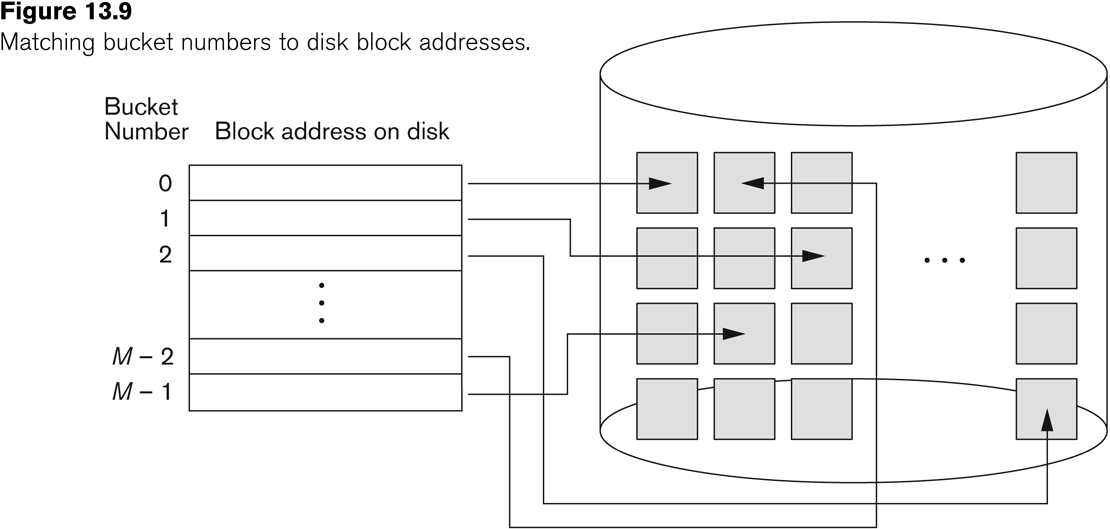 Figure 13.9
Matching bucket numbers to disk block addresses.
Bucket
Number Block address on disk
0
1
2
M – 2
M – 1